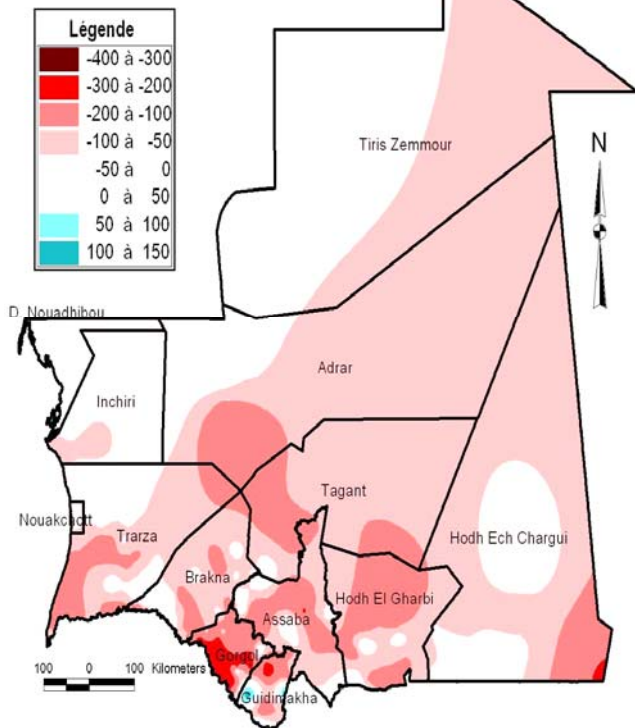 Légende
-400 à -300
-300 à -200
-200 à -100
-100 à -50
-50 à 0
0 à 50
50 à 100
100 à 150
Tiris Zemmour
N
D. Nouadhibou
Adrar
Inchiri
Tagant
Nouakchott
Trarza
Hodh Ech Chargui
Brakna
Hodh El Gharbi
Assaba
Gorgol
100 0 100 Kilometers
Guidimakha